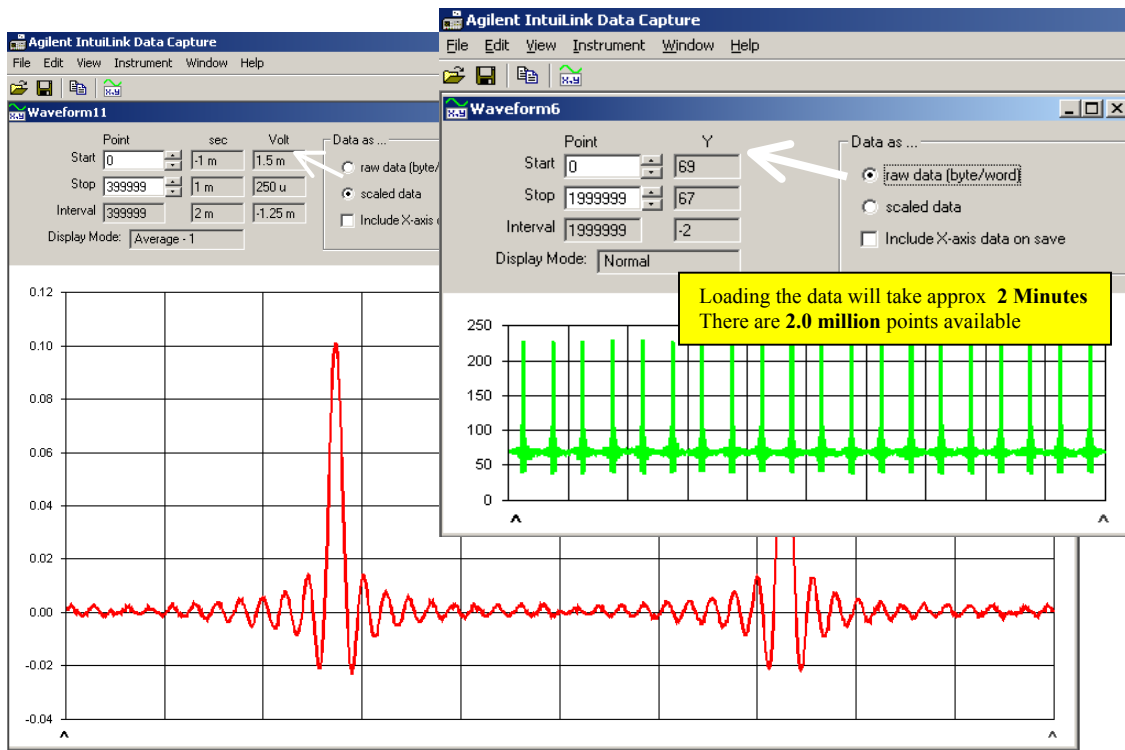 Agilent IntuiLink Data Capture
File Edit View Instrument Window Help
Waveform11
Point sec Volt
Start 0 -1 m 1.5 m
Stop 399999 1 m 250 u
Interval 399999 2 m -1.25 m
Display Mode: Average - 1
Data as ...
raw data (byte/
scaled data
Include X-axis
0.12
0.10
0.08
0.06
0.04
0.02
0.00
-0.02
-0.04
^ ^
Agilent IntuiLink Data Capture
File Edit View Instrument Window Help
Waveform6
Point Y
Start 0 69
Stop 1999999 67
Interval 1999999 -2
Display Mode: Normal
Data as ...
raw data (byte/word)
scaled data
Include X-axis data on save
Loading the data will take approx 2 Minutes
There are 2.0 million points available
250
200
150
100
50
0
^ ^